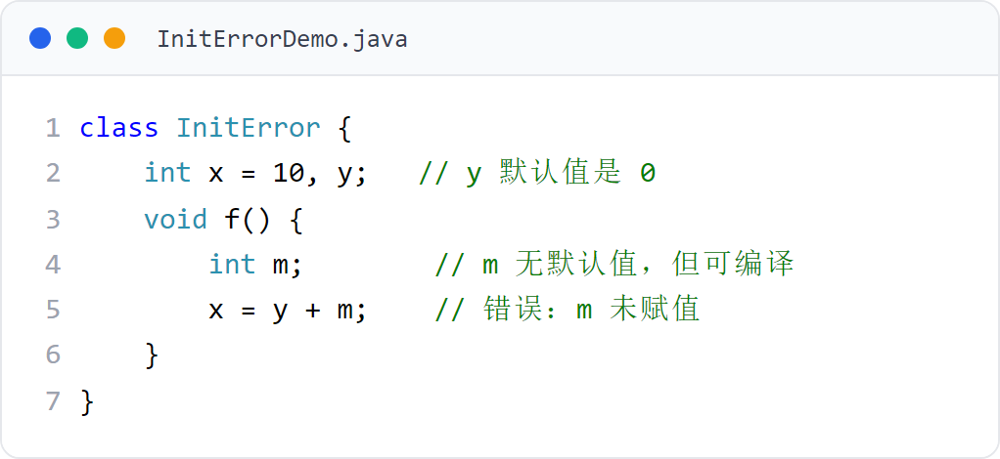 InitErrorDemo.java
1 class InitError {
2     int x = 10, y;   // y 默认值是 0
3     void f() {
4         int m;        // m 无默认值，但可编译
5         x = y + m;    // 错误：m 未赋值
6     }
7 }